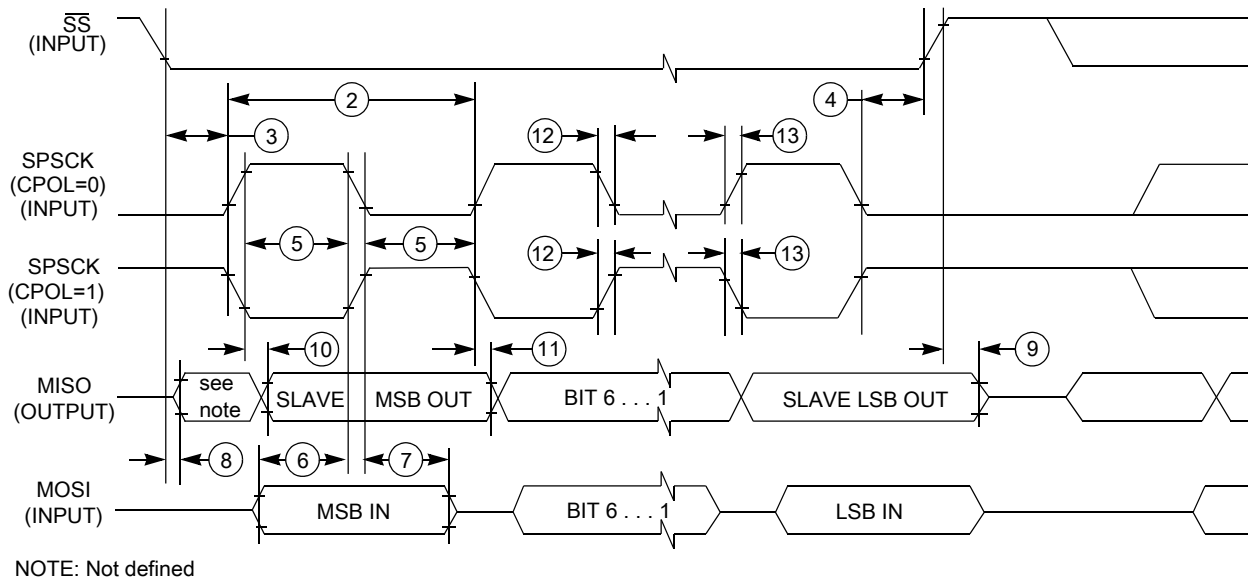 SS
(INPUT)
2
4
3
12
13
SPSCK
(CPOL=0)
(INPUT)
5
5
12
13
SPSCK
(CPOL=1)
(INPUT)
10
11
9
MISO
(OUTPUT)
see
note
SLAVE
MSB OUT
BIT 6 . . . 1
SLAVE LSB OUT
8
6
7
MOSI
(INPUT)
MSB IN
BIT 6 . . . 1
LSB IN
NOTE: Not defined